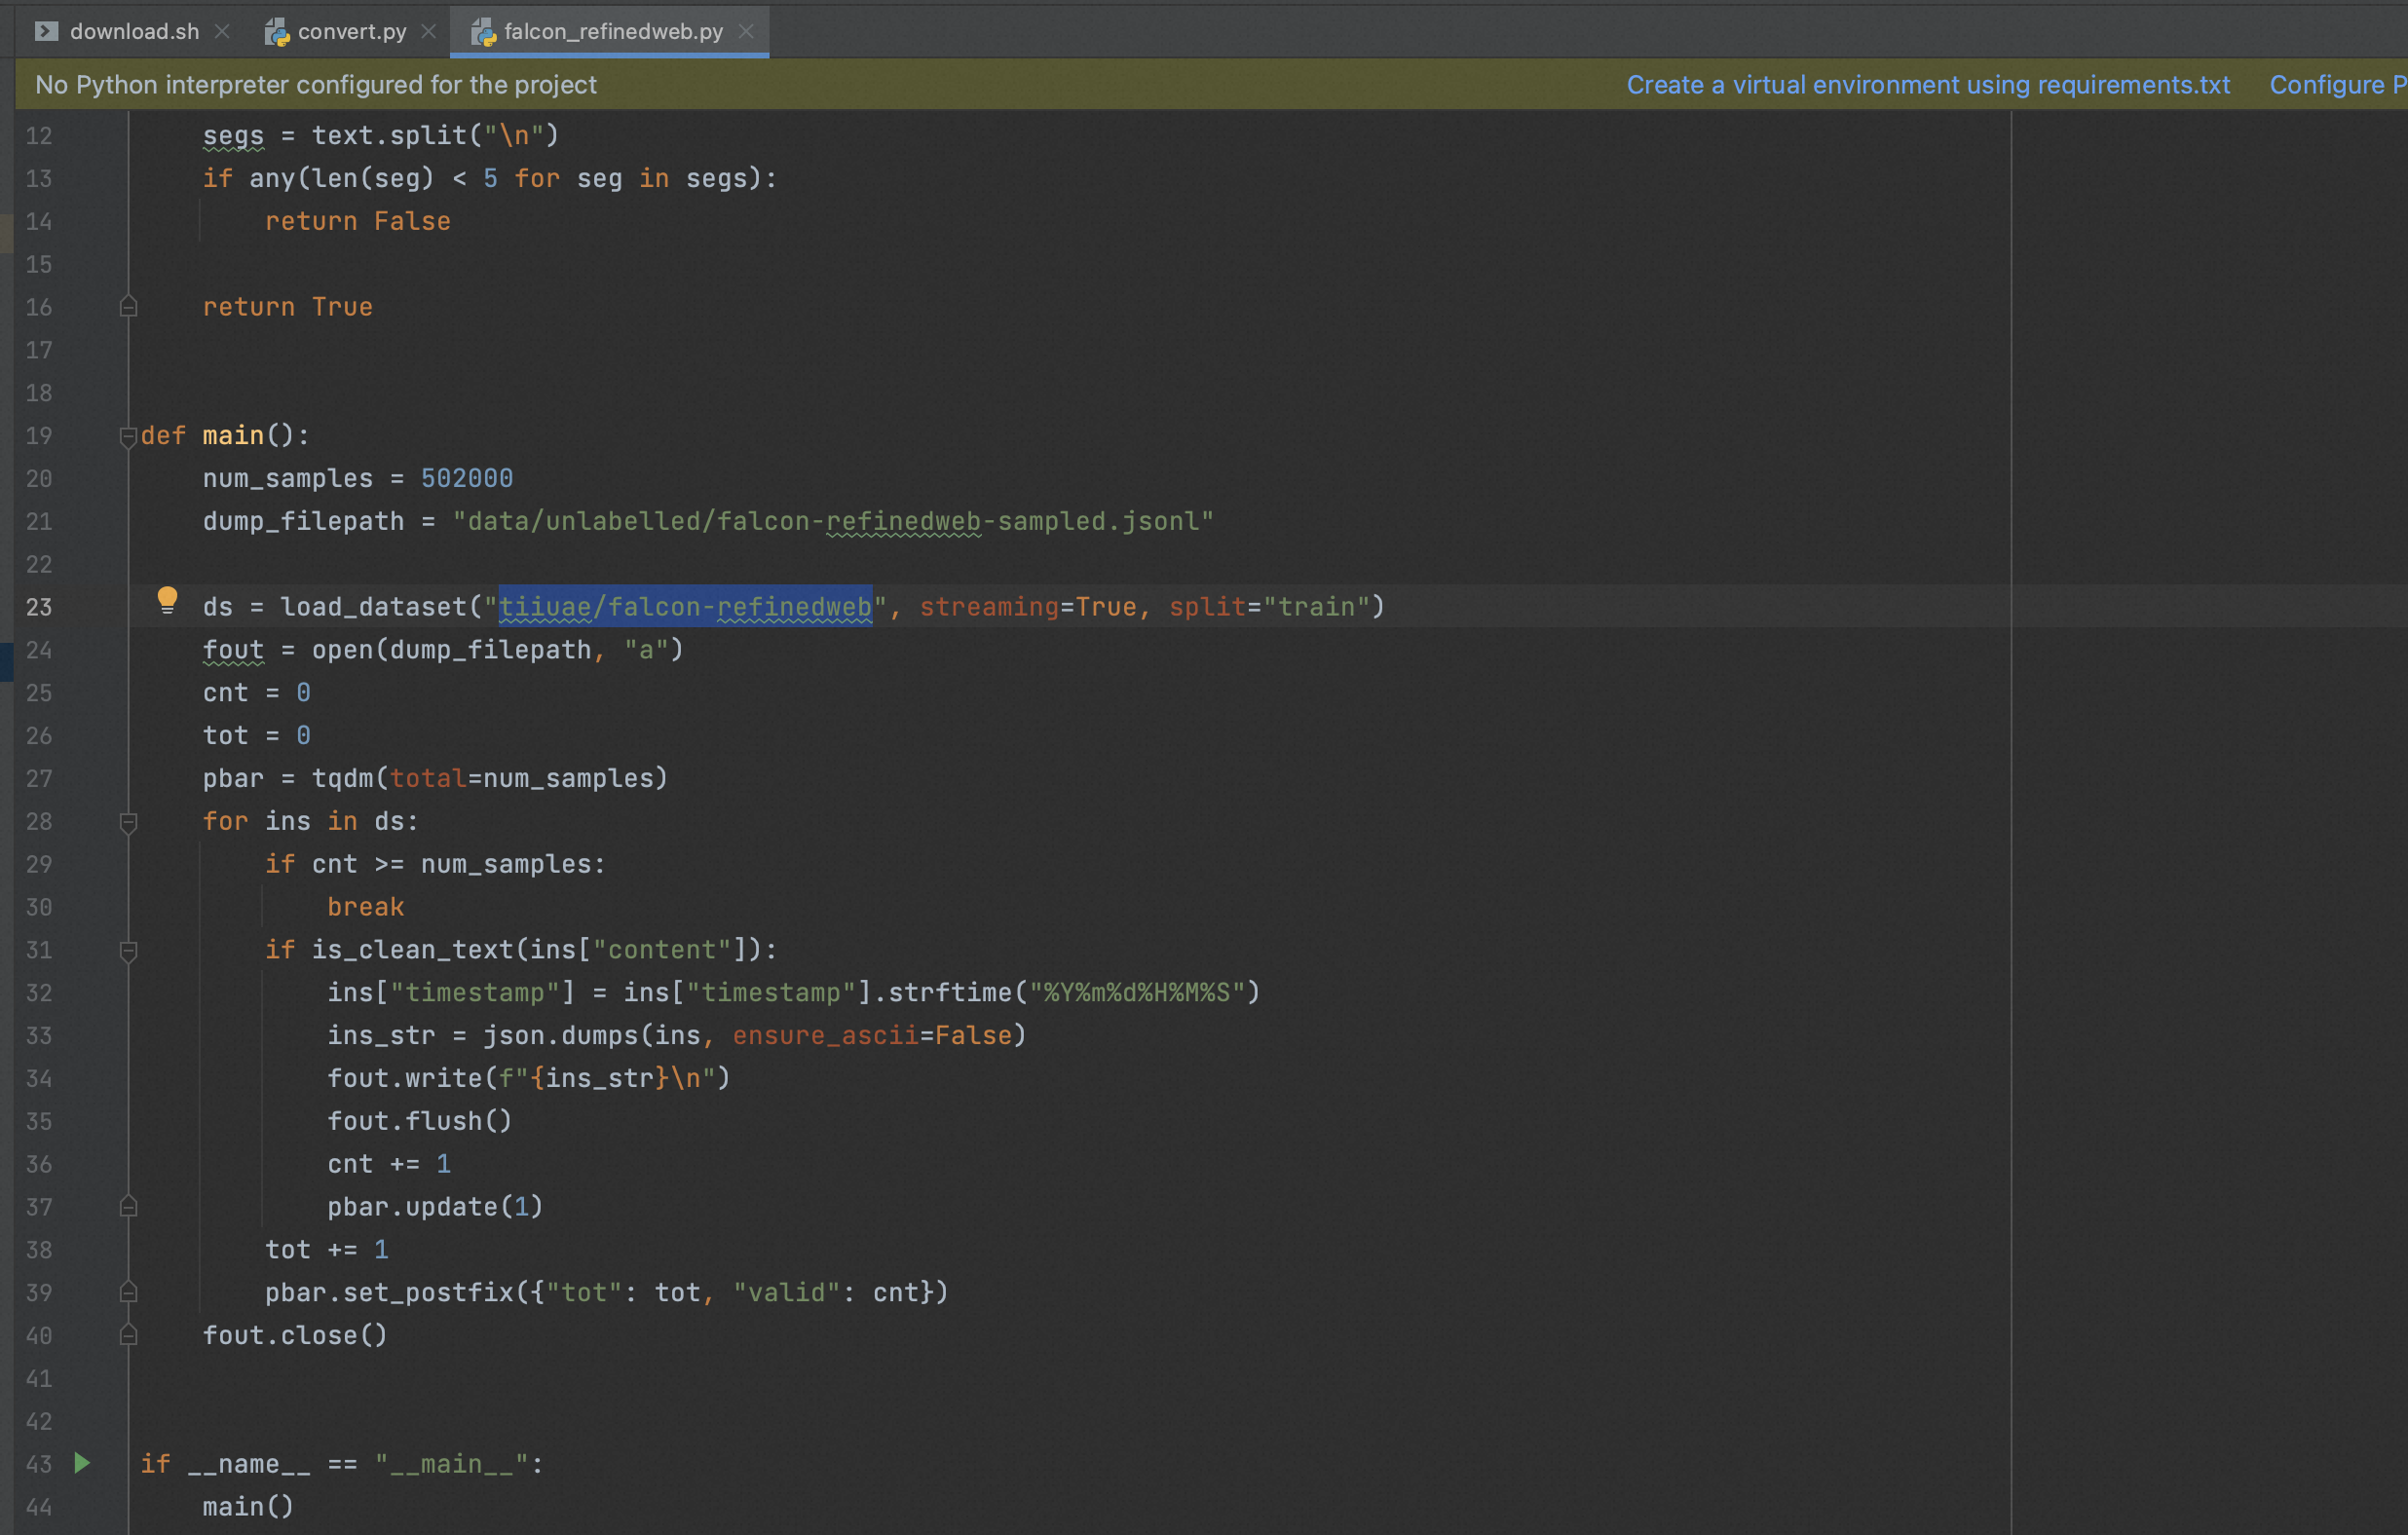 download.sh convert.py falcon_refinedweb.py
No Python interpreter configured for the project Create a virtual environment using requirements.txt Configure P
12 segs = text.split("\n")
13 if any(len(seg) < 5 for seg in segs):
14 return False
15
16 return True
17
18
19 def main():
20 num_samples = 502000
21 dump_filepath = "data/unlabelled/falcon-refinedweb-sampled.jsonl"
22
23 ds = load_dataset("tiiuae/falcon-refinedweb", streaming=True, split="train")
24 fout = open(dump_filepath, "a")
25 cnt = 0
26 tot = 0
27 pbar = tqdm(total=num_samples)
28 for ins in ds:
29 if cnt >= num_samples:
30 break
31 if is_clean_text(ins["content"]):
32 ins["timestamp"] = ins["timestamp"].strftime("%Y%m%d%H%M%S")
33 ins_str = json.dumps(ins, ensure_ascii=False)
34 fout.write(f"{ins_str}\n")
35 fout.flush()
36 cnt += 1
37 pbar.update(1)
38 tot += 1
39 pbar.set_postfix({"tot": tot, "valid": cnt})
40 fout.close()
41
42
43 if __name__ == "__main__":
44 main()